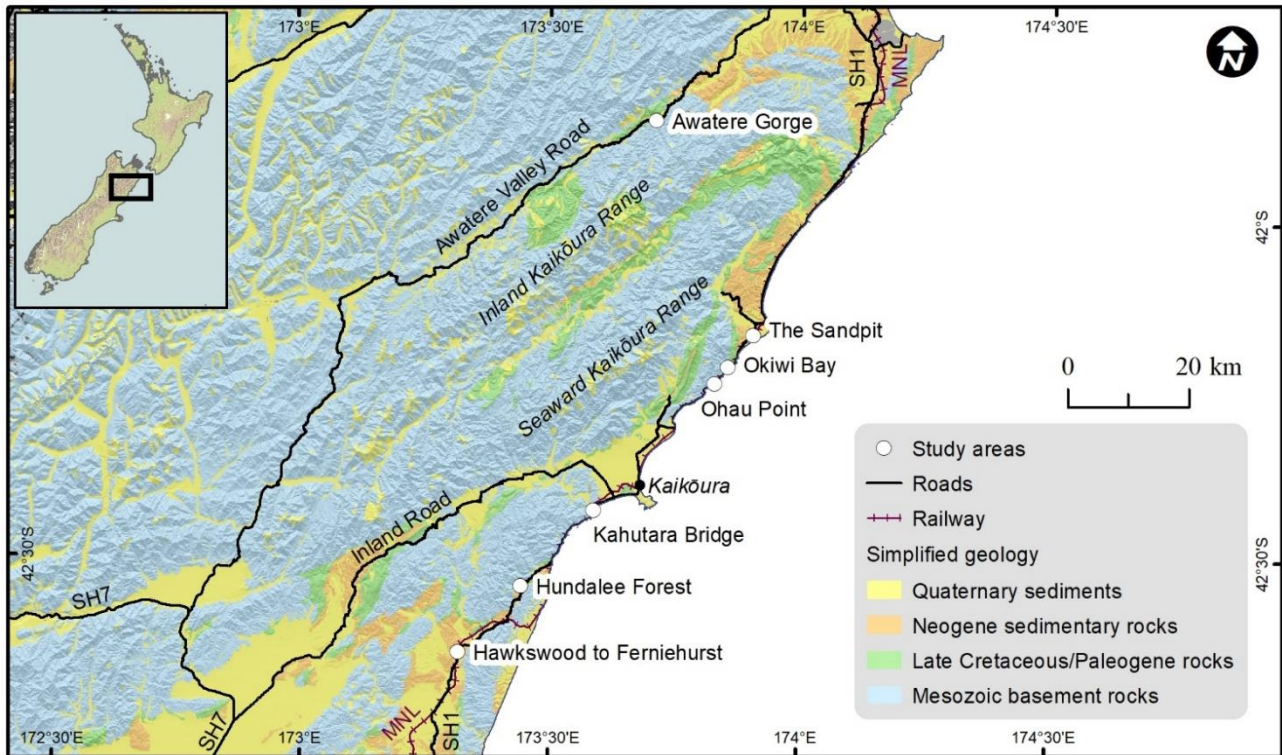 173°E
173°30'E
174°E
174°30'E
N
SH1
MNL
Awatere Gorge
Awatere Valley Road
Inland Kaikōura Range
42°S
42°S
Seaward Kaikōura Range
The Sandpit
Okiwi Bay
Ohau Point
0 20 km
Study areas
Roads
Railway
Simplified geology
Quaternary sediments
Neogene sedimentary rocks
Late Cretaceous/Paleogene rocks
Mesozoic basement rocks
Kaikōura
Inland Road
Kahutara Bridge
42°30'S
42°30'S
Hundalee Forest
SH7
Hawkswood to Ferniehurst
SH7
MNL
SH1
172°30'E
173°E
173°30'E
174°E
174°30'E